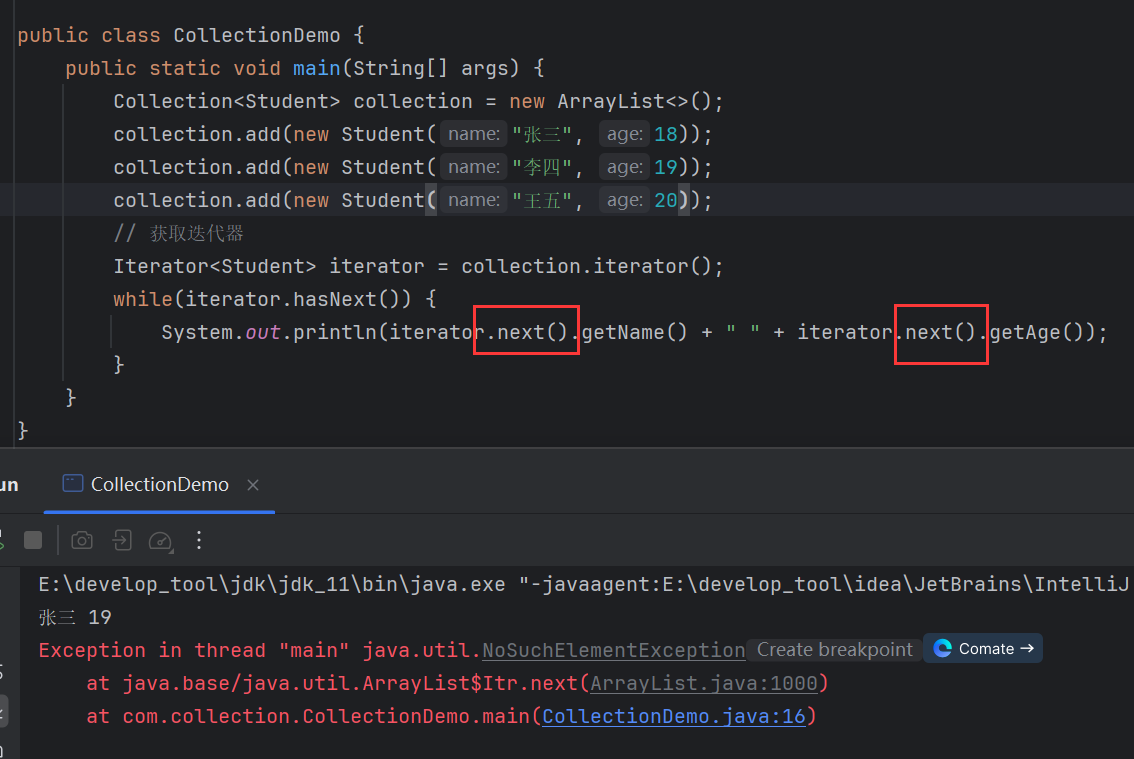 public class CollectionDemo {
public static void main(String[] args) {
Collection<Student> collection = new ArrayList<>();
collection.add(new Student( name: "张三", age: 18));
collection.add(new Student( name: "李四", age: 19));
collection.add(new Student( name: "王五", age: 20));
// 获取迭代器
Iterator<Student> iterator = collection.iterator();
while(iterator.hasNext()) {
System.out.println(iterator.next().getName() + " " + iterator.next().getAge());
}
}
}
un CollectionDemo ×
E:\develop_tool\jdk\jdk_11\bin\java.exe "-javaagent:E:\develop_tool\idea\JetBrains\IntelliJ
张三 19
Exception in thread "main" java.util.NoSuchElementException Create breakpoint Comate →
at java.base/java.util.ArrayList$Itr.next(ArrayList.java:1000)
at com.collection.CollectionDemo.main(CollectionDemo.java:16)